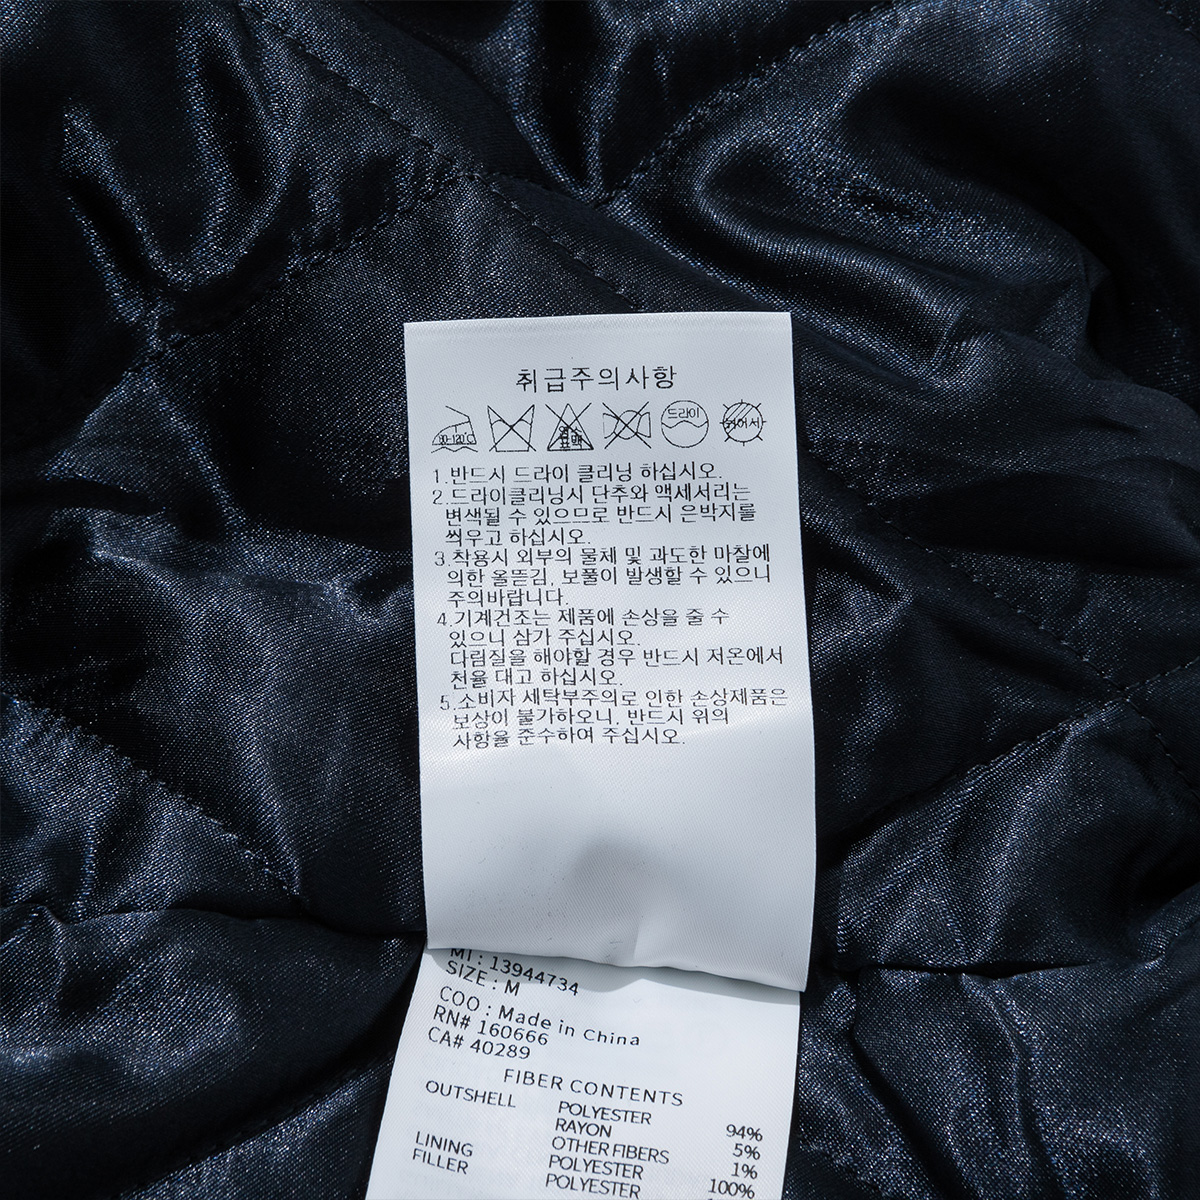 취급주의사항
90-120°C 염소 표백 드라이 짜어서
1.반드시 드라이 클리닝 하십시오.
2.드라이클리닝시 단추와 액세서리는
변색될 수 있으므로 반드시 은박지를
씌우고 하십시오.
3.착용시 외부의 물체 및 과도한 마찰에
의한 올뜯김, 보풀이 발생할 수 있으니
주의바랍니다.
4.기계건조는 제품에 손상을 줄 수
있으니 삼가 주십시오.
다림질을 해야할 경우 반드시 저온에서
천을 대고 하십시오.
5.소비자 세탁부주의로 인한 손상제품은
보상이 불가하오니, 반드시 위의
사항을 준수하여 주십시오.
MI : 13944734
SIZE : M
COO : Made in China
RN# 160666
CA# 40289
FIBER CONTENTS
OUTSHELL POLYESTER 94%
RAYON 5%
OTHER FIBERS 1%
LINING POLYESTER 100%
FILLER POLYESTER